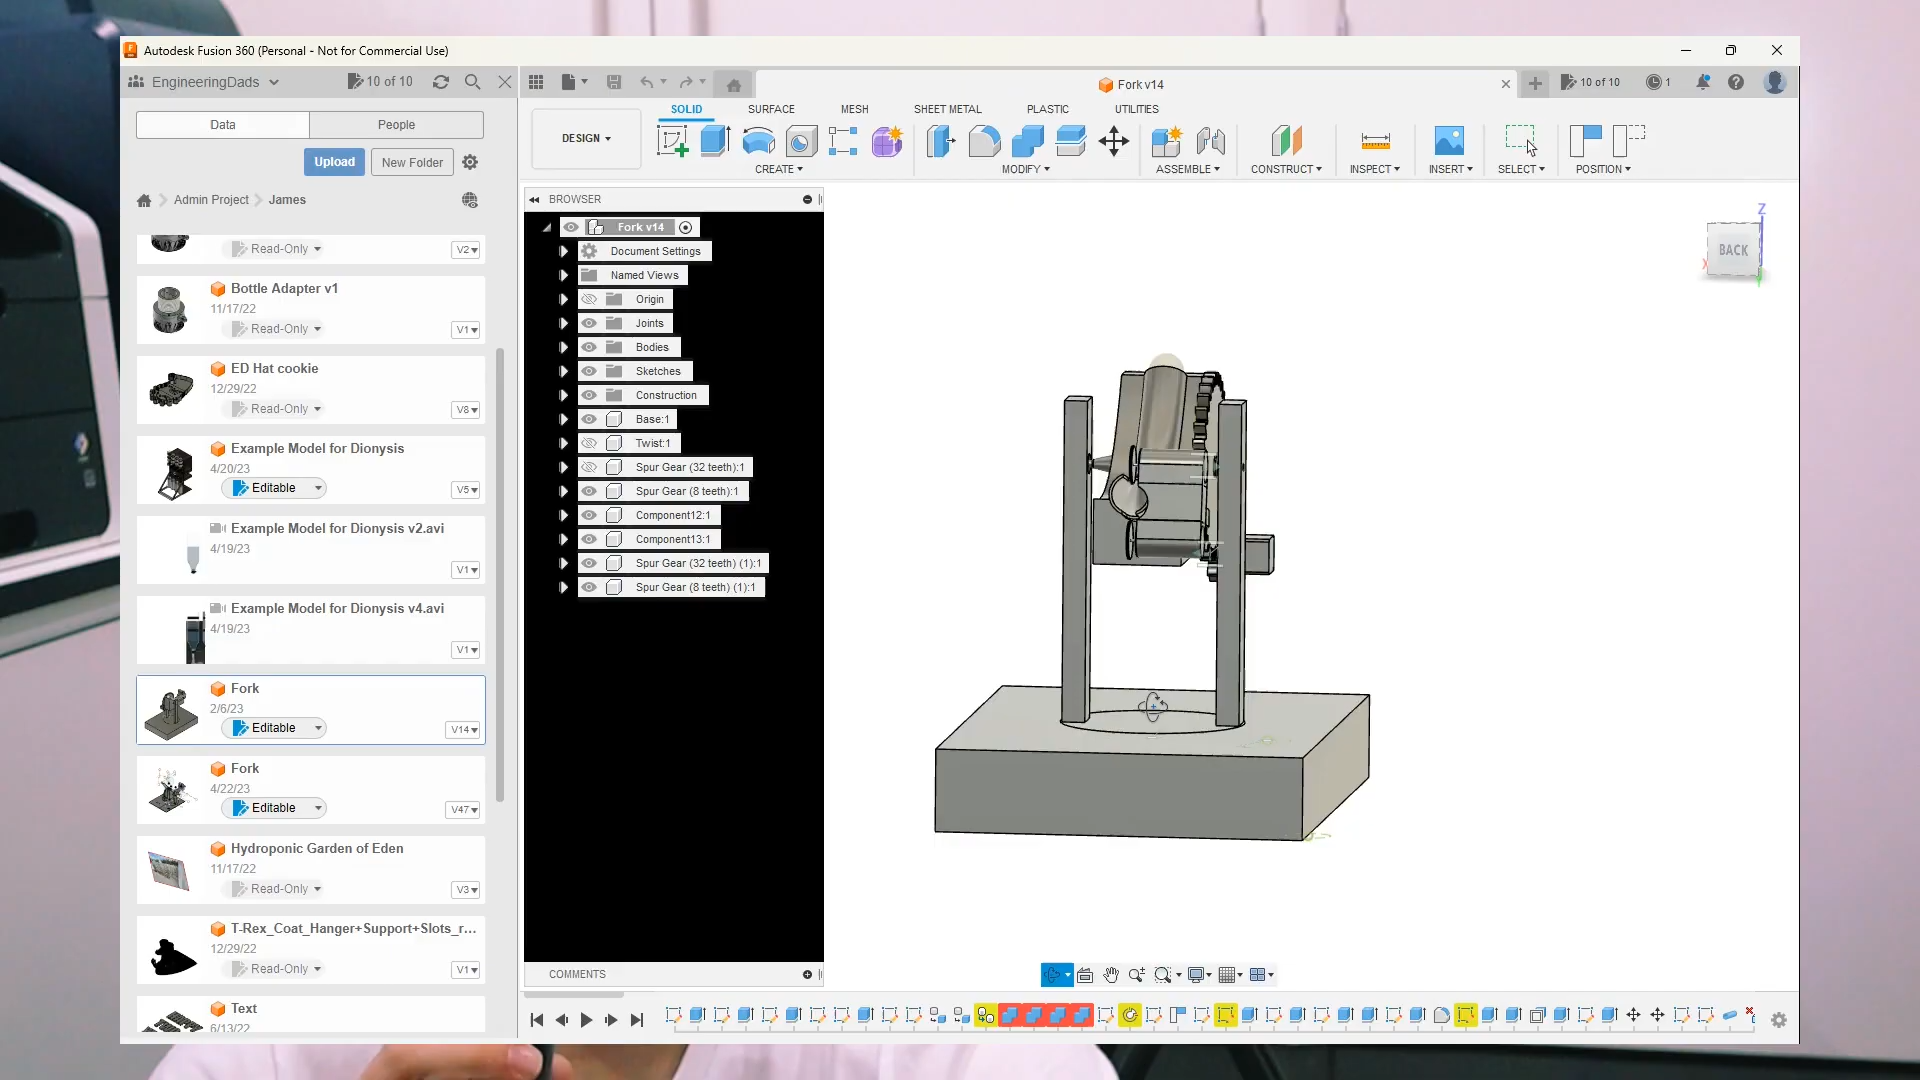 Autodesk Fusion 360 (Personal - Not for Commercial Use)
EngineeringDads
10 of 10
Fork v14
10 of 10
1
Data
People
Upload
New Folder
Admin Project
James
Read-Only
V2
Bottle Adapter v1
11/17/22
Read-Only
V1
ED Hat cookie
12/29/22
Read-Only
V8
Example Model for Dionysis
4/20/23
Editable
V5
Example Model for Dionysis v2.avi
4/19/23
V1
Example Model for Dionysis v4.avi
4/19/23
V1
Fork
2/6/23
Editable
V14
Fork
4/22/23
Editable
V47
Hydroponic Garden of Eden
11/17/22
Read-Only
V3
T-Rex_Coat_Hanger+Support+Slots_r...
12/29/22
Read-Only
V1
Text
6/13/22
DESIGN
SOLID
SURFACE
MESH
SHEET METAL
PLASTIC
UTILITIES
CREATE
MODIFY
ASSEMBLE
CONSTRUCT
INSPECT
INSERT
SELECT
POSITION
BROWSER
Fork v14
Document Settings
Named Views
Origin
Joints
Bodies
Sketches
Construction
Base:1
Twist:1
Spur Gear (32 teeth):1
Spur Gear (8 teeth):1
Component12:1
Component13:1
Spur Gear (32 teeth) (1):1
Spur Gear (8 teeth) (1):1
COMMENTS
Z
BACK
X
Y